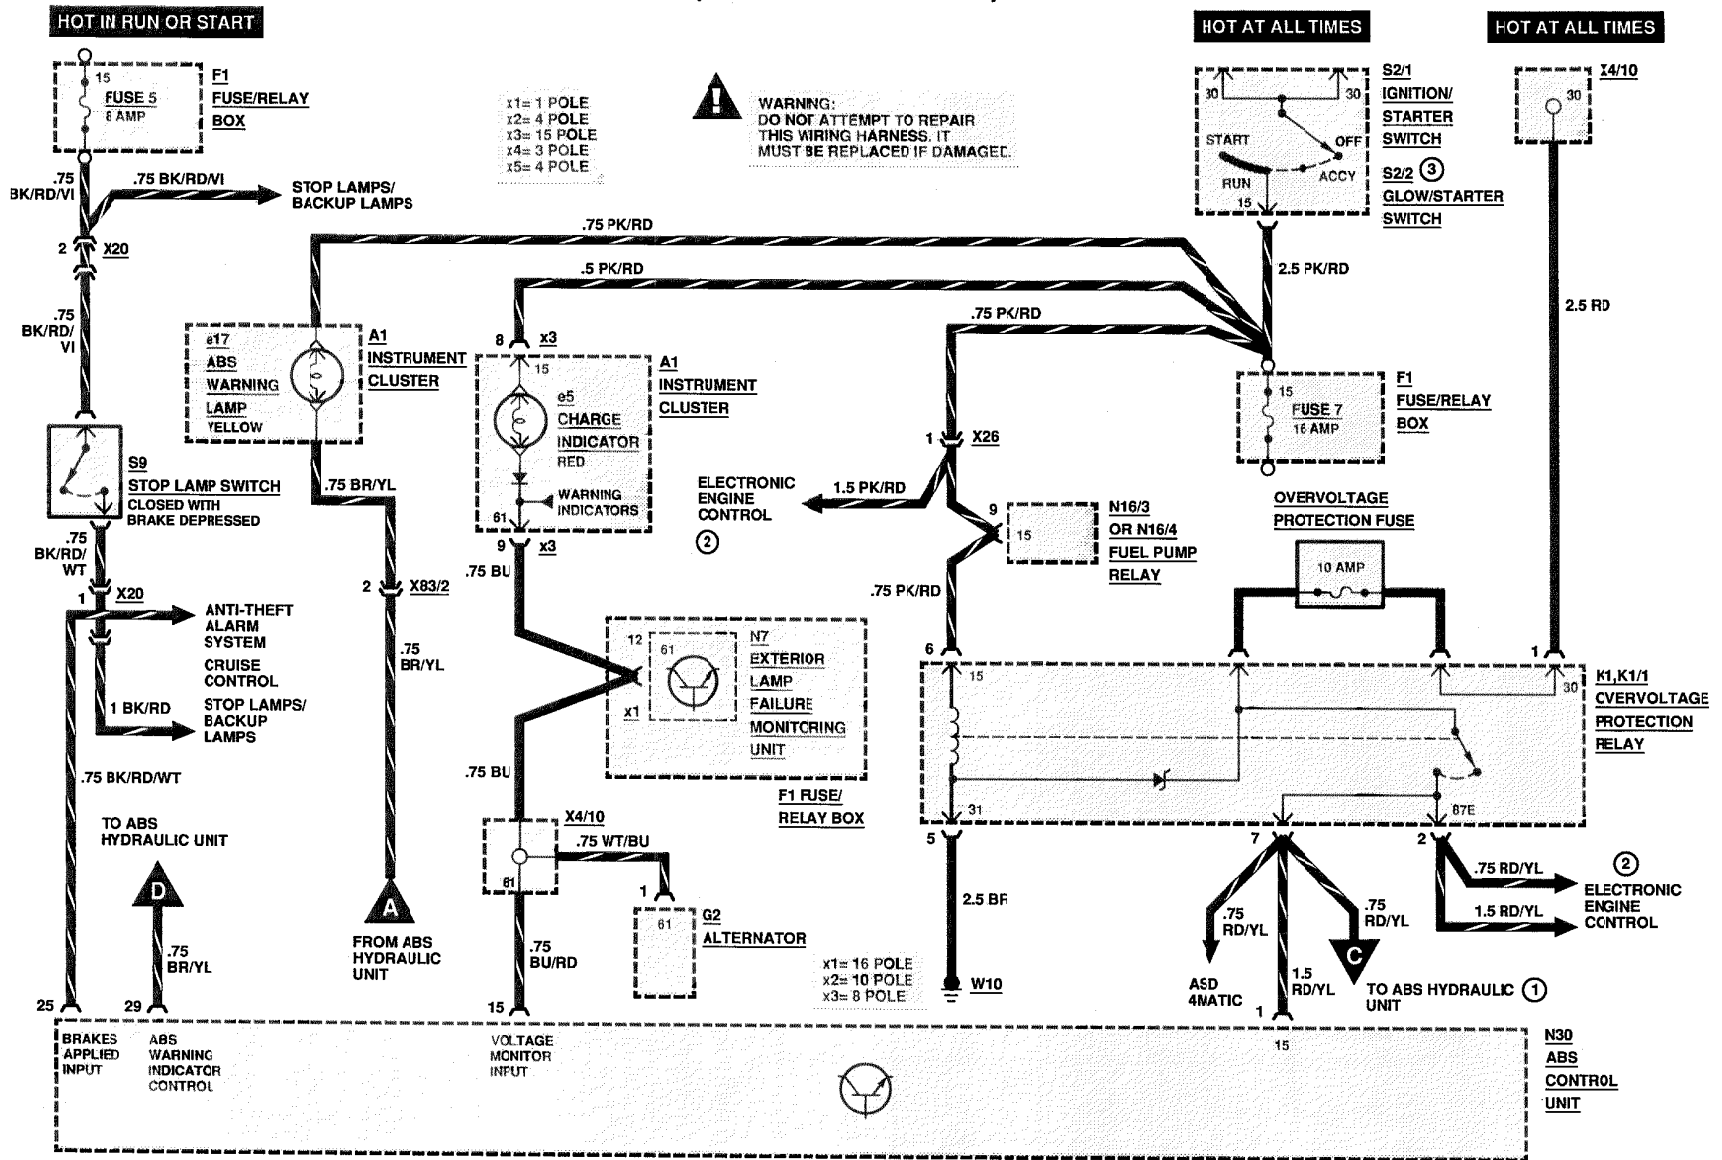 HOT IN RUN OR START
HOT AT ALL TIMES
HOT AT ALL TIMES
15
FUSE 5
8 AMP
F1
FUSE/RELAY
BOX
x1= 1 POLE
x2= 4 POLE
x3= 15 POLE
x4= 3 POLE
x5= 4 POLE
!
WARNING:
DO NOT ATTEMPT TO REPAIR
THIS WIRING HARNESS. IT
MUST BE REPLACED IF DAMAGED.
30
30
START
OFF
RUN
ACCY
15
S2/1
IGNITION/
STARTER
SWITCH
S2/2 3
GLOW/STARTER
SWITCH
X4/10
30
.75
BK/RD/VI
.75 BK/RD/VI
STOP LAMPS/
BACKUP LAMPS
2
X20
.75 PK/RD
.5 PK/RD
.75 PK/RD
2.5 PK/RD
2.5 RD
.75
BK/RD/
VI
e17
ABS
WARNING
LAMP
YELLOW
A1
INSTRUMENT
CLUSTER
8
x3
15
e5
CHARGE
INDICATOR
RED
WARNING
INDICATORS
61
A1
INSTRUMENT
CLUSTER
9
x3
15
FUSE 7
16 AMP
F1
FUSE/RELAY
BOX
1
X26
S9
STOP LAMP SWITCH
CLOSED WITH
BRAKE DEPRESSED
.75 BR/YL
ELECTRONIC
ENGINE
CONTROL
2
1.5 PK/RD
9
15
N16/3
OR N16/4
FUEL PUMP
RELAY
OVERVOLTAGE
PROTECTION FUSE
10 AMP
.75
BK/RD/
WT
1
X20
ANTI-THEFT
ALARM
SYSTEM
CRUISE
CONTROL
1 BK/RD
STOP LAMPS/
BACKUP
LAMPS
2
X83/2
.75
BR/YL
.75 BU
12
61
x1
N7
EXTERIOR
LAMP
FAILURE
MONITORING
UNIT
F1 FUSE/
RELAY BOX
.75 PK/RD
6
15
1
30
K1,K1/1
OVERVOLTAGE
PROTECTION
RELAY
31
87E
5
7
2
.75 BK/RD/WT
.75 BU
X4/10
61
.75 WT/BU
1
61
G2
ALTERNATOR
TO ABS
HYDRAULIC UNIT
D
.75
BR/YL
A
FROM ABS
HYDRAULIC
UNIT
.75
BU/RD
x1= 16 POLE
x2= 10 POLE
x3= 8 POLE
2.5 BR
W10
.75
RD/YL
ASD
4MATIC
1.5
RD/YL
.75
RD/YL
C
TO ABS HYDRAULIC 1
UNIT
.75 RD/YL
1.5 RD/YL
2
ELECTRONIC
ENGINE
CONTROL
25
29
15
1
BRAKES
APPLIED
INPUT
ABS
WARNING
INDICATOR
CONTROL
VOLTAGE
MONITOR
INPUT
15
N30
ABS
CONTROL
UNIT